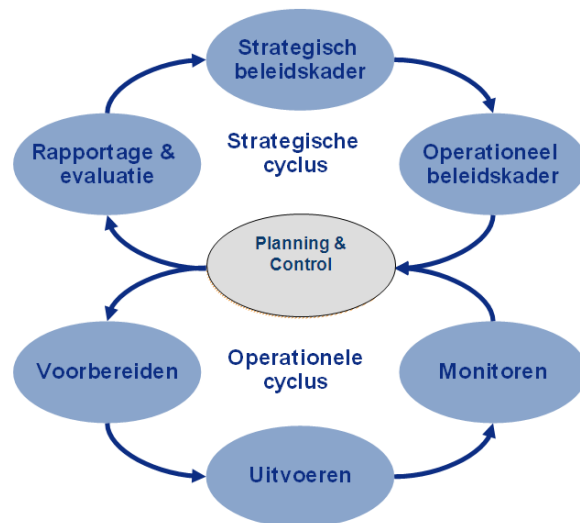 Strategisch
beleidskader
Strategische
cyclus
Rapportage &
evaluatie
Operationeel
beleidskader
Planning &
Control
Voorbereiden
Operationele
cyclus
Monitoren
Uitvoeren